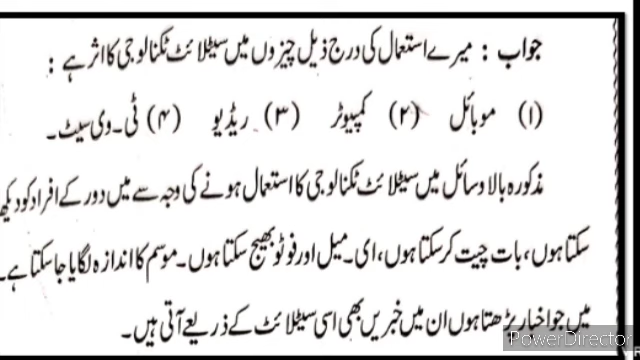 جواب : میرے استعمال کی درج ذیل چیزوں میں سیٹلائٹ ٹکنالوجی کا اثر ہے :
(۱) موبائل (۲) کمپیوٹر (۳) ریڈیو (۴) ٹی۔وی سیٹ۔
مذکورہ بالا وسائل میں سیٹلائٹ ٹکنالوجی کا استعمال ہونے کی وجہ سے میں دور کے افراد کو دیکھ
سکتا ہوں، بات چیت کر سکتا ہوں، ای۔میل اور فوٹو بھیج سکتا ہوں۔ موسم کا اندازہ لگایا جا سکتا ہے۔
میں جو اخبار پڑھتا ہوں ان میں خبریں بھی اسی سیٹلائٹ کے ذریعے آتی ہیں۔
PowerDirector